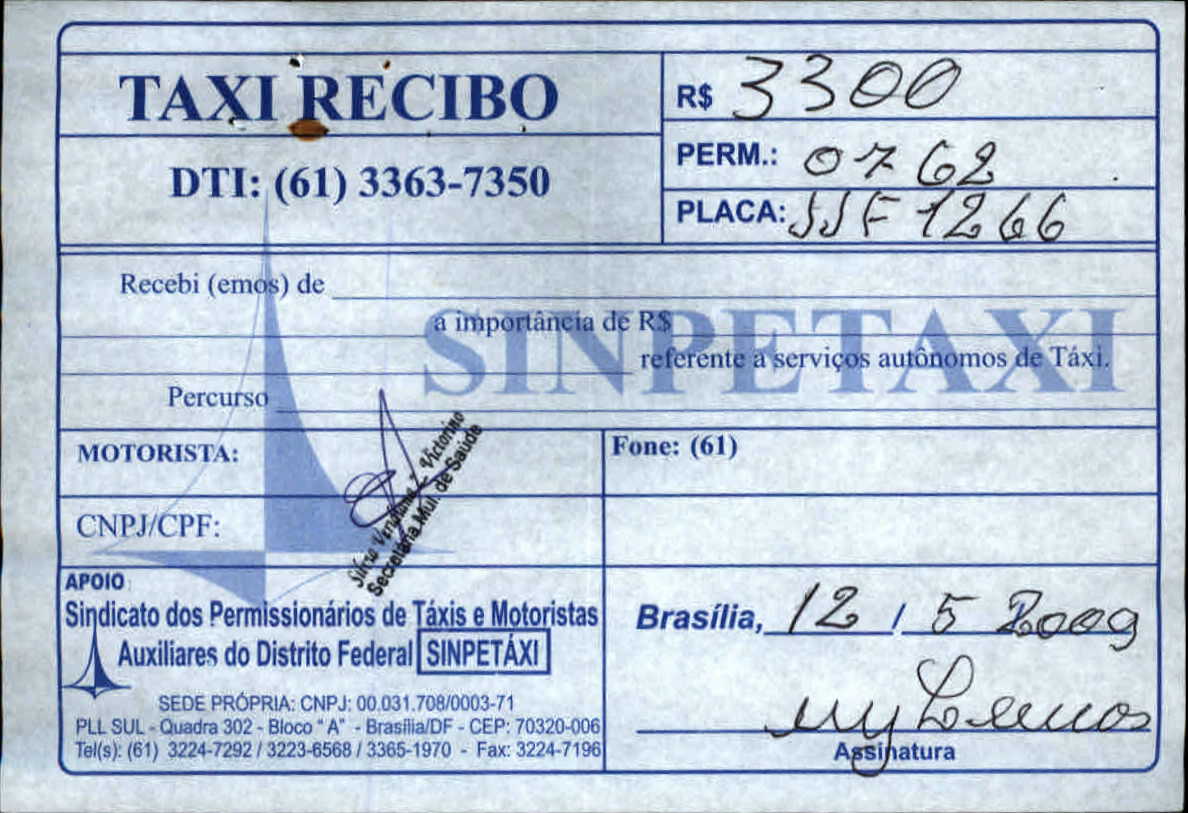 TAXI RECIBO
DTI: (61) 3363-7350
R$ 3300
PERM.: 0762
PLACA: JJF 1266
Recebi (emos) de
a importância de R$
SINPETAXI
referente a serviços autônomos de Táxi.
Percurso
MOTORISTA:
Fone: (61)
CNPJ/CPF:
Victorino
Secretária Mul. de Saúde
APOIO
Sindicato dos Permissionários de Táxis e Motoristas
Auxiliares do Distrito Federal SINPETÁXI
SEDE PRÓPRIA: CNPJ: 00.031.708/0003-71
PLL SUL - Quadra 302 - Bloco "A" - Brasília/DF - CEP: 70320-006
Tel(s): (61) 3224-7292 / 3223-6568 / 3365-1970 - Fax: 3224-7196
Brasília, 12 / 5 2009
Assinatura